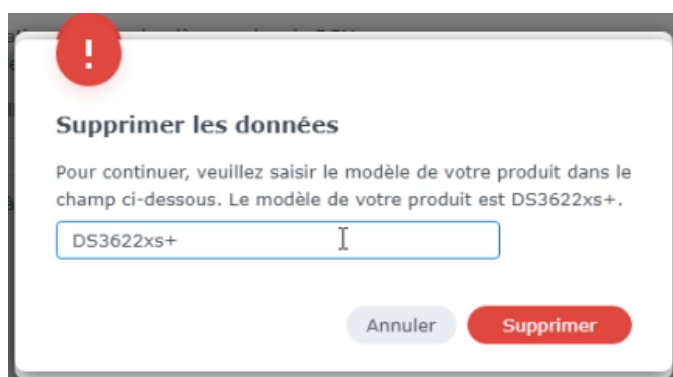 !
Supprimer les données
Pour continuer, veuillez saisir le modèle de votre produit dans le
champ ci-dessous. Le modèle de votre produit est DS3622xs+.
DS3622xs+
Annuler
Supprimer